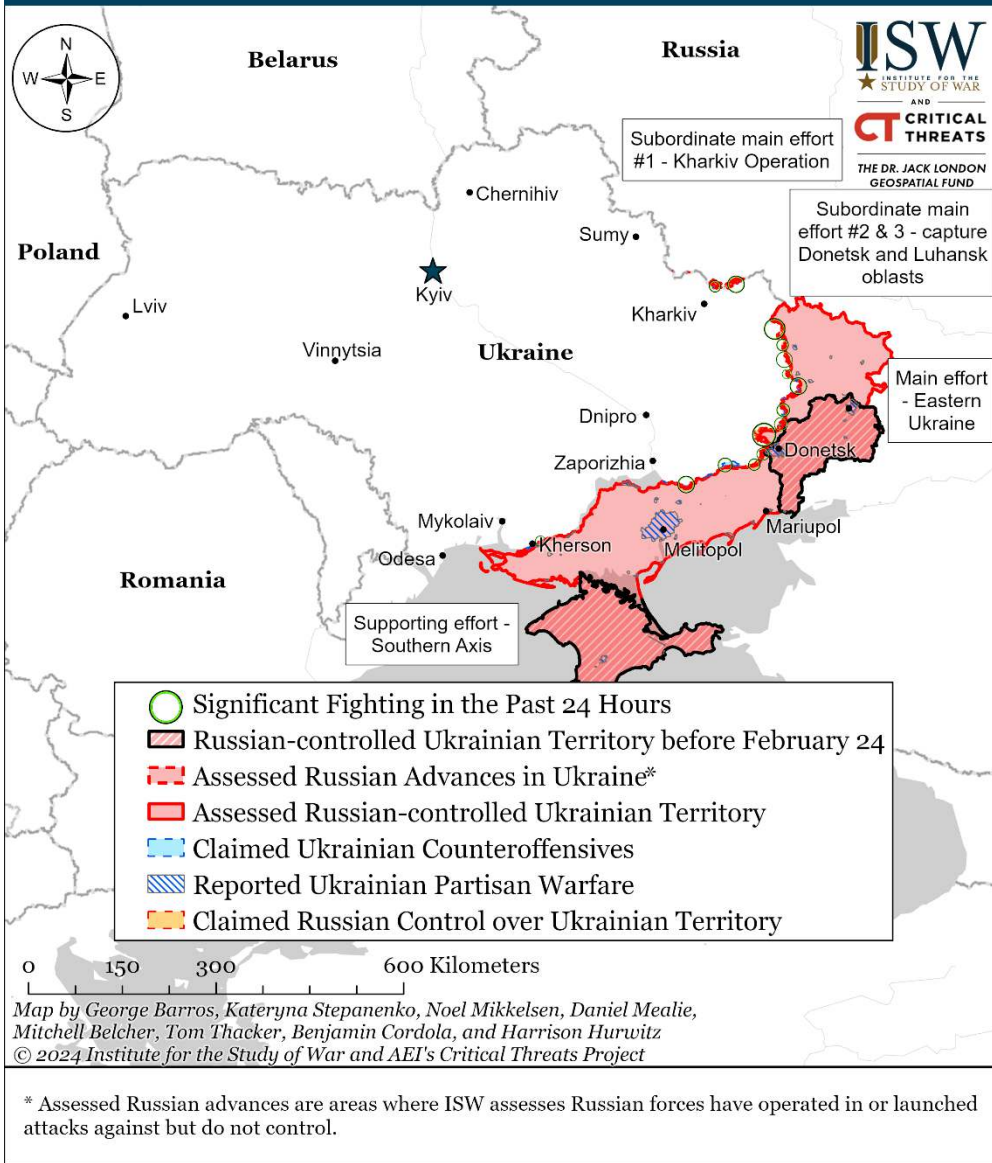 N
W
E
S
Belarus
Russia
ISW
INSTITUTE FOR THE
STUDY OF WAR
AND
CT CRITICAL
THREATS
THE DR. JACK LONDON
GEOSPATIAL FUND
Subordinate main effort
#1 - Kharkiv Operation
Subordinate main
effort #2 & 3 - capture
Donetsk and Luhansk
oblasts
Chernihiv
Sumy
Poland
Kyiv
Lviv
Kharkiv
Vinnytsia
Ukraine
Main effort
- Eastern
Ukraine
Dnipro
Donetsk
Zaporizhia
Mykolaiv
Mariupol
Kherson
Melitopol
Odesa
Romania
Supporting effort -
Southern Axis
Significant Fighting in the Past 24 Hours
Russian-controlled Ukrainian Territory before February 24
Assessed Russian Advances in Ukraine*
Assessed Russian-controlled Ukrainian Territory
Claimed Ukrainian Counteroffensives
Reported Ukrainian Partisan Warfare
Claimed Russian Control over Ukrainian Territory
0 150 300 600 Kilometers
Map by George Barros, Kateryna Stepanenko, Noel Mikkelsen, Daniel Mealie,
Mitchell Belcher, Tom Thacker, Benjamin Cordola, and Harrison Hurwitz
© 2024 Institute for the Study of War and AEI's Critical Threats Project
* Assessed Russian advances are areas where ISW assesses Russian forces have operated in or launched
attacks against but do not control.